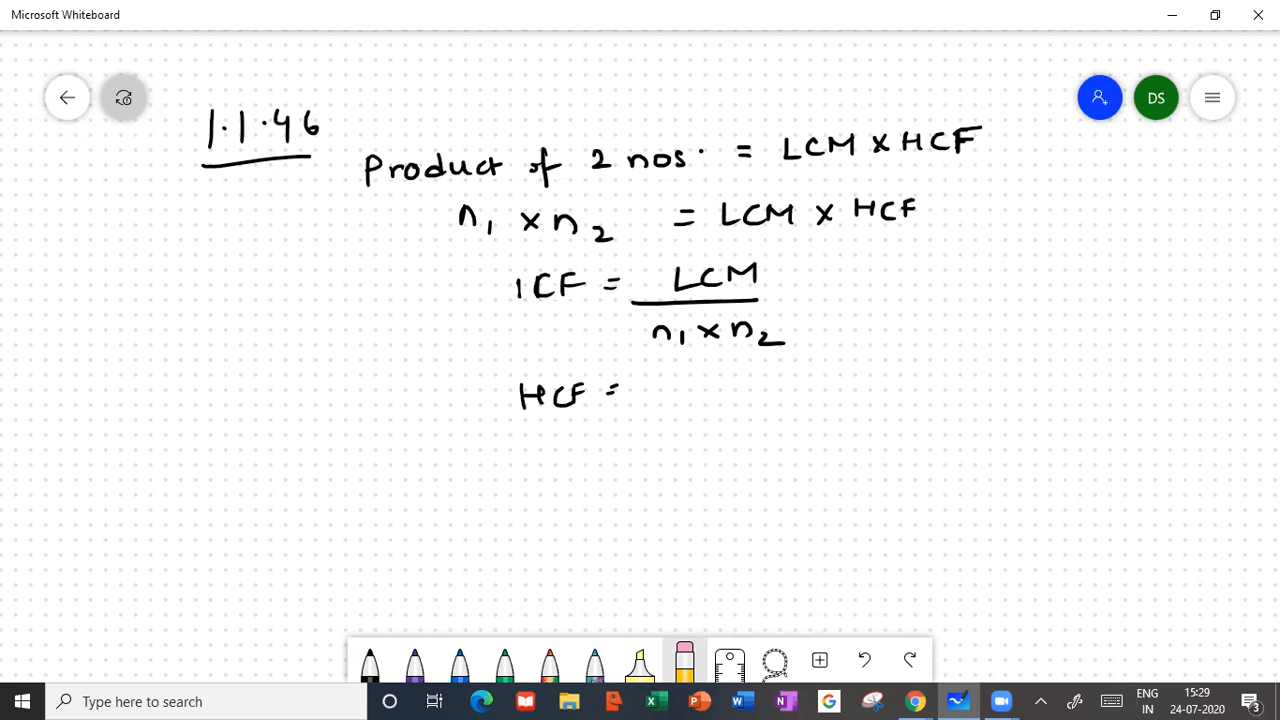 Microsoft Whiteboard
DS
1.1.46
Product of 2 nos. = LCM x HCF
n1 x n2 = LCM x HCF
ICF = LCM
n1 x n2
HCF =
Type here to search
ENG
IN
15:29
24-07-2020
3